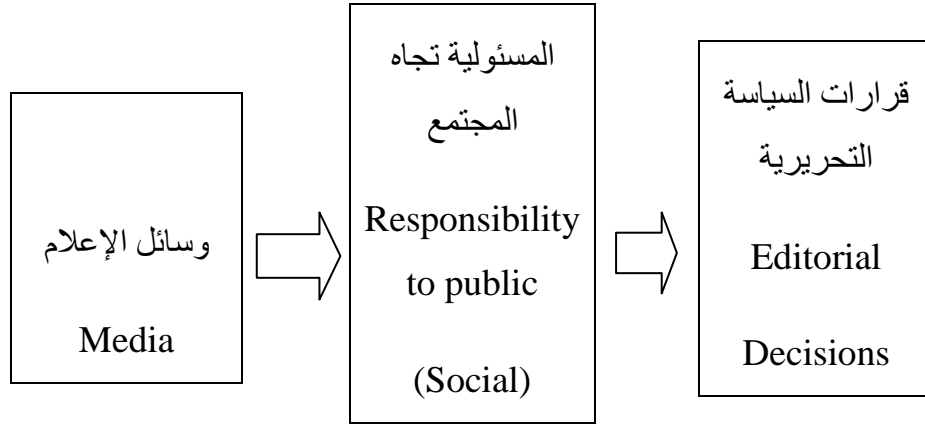 وسائل الإعلام
Media
المسئولية تجاه
المجتمع
Responsibility
to public
(Social)
قرارات السياسة
التحريرية
Editorial
Decisions